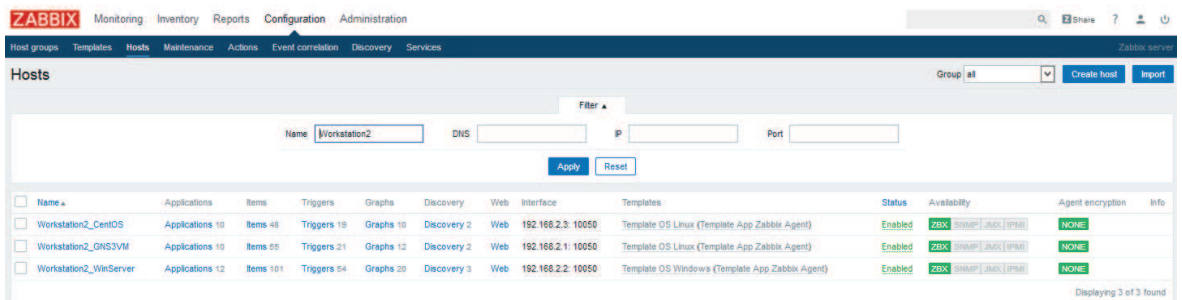 ZABBIX Monitoring Inventory Reports Configuration Administration Share ?
Host groups Templates Hosts Maintenance Actions Event correlation Discovery Services Zabbix server
Hosts Group all Create host Import
Filter ▲
Name Workstation2 DNS IP Port
Apply Reset
Name ▲ Applications Items Triggers Graphs Discovery Web Interface Templates Status Availability Agent encryption Info
Workstation2_CentOS Applications 10 Items 48 Triggers 19 Graphs 10 Discovery 2 Web 192.168.2.3: 10050 Template OS Linux (Template App Zabbix Agent) Enabled ZBX SNMP JMX IPMI NONE
Workstation2_GNS3VM Applications 10 Items 55 Triggers 21 Graphs 12 Discovery 2 Web 192.168.2.1: 10050 Template OS Linux (Template App Zabbix Agent) Enabled ZBX SNMP JMX IPMI NONE
Workstation2_WinServer Applications 12 Items 101 Triggers 54 Graphs 20 Discovery 3 Web 192.168.2.2: 10050 Template OS Windows (Template App Zabbix Agent) Enabled ZBX SNMP JMX IPMI NONE
Displaying 3 of 3 found